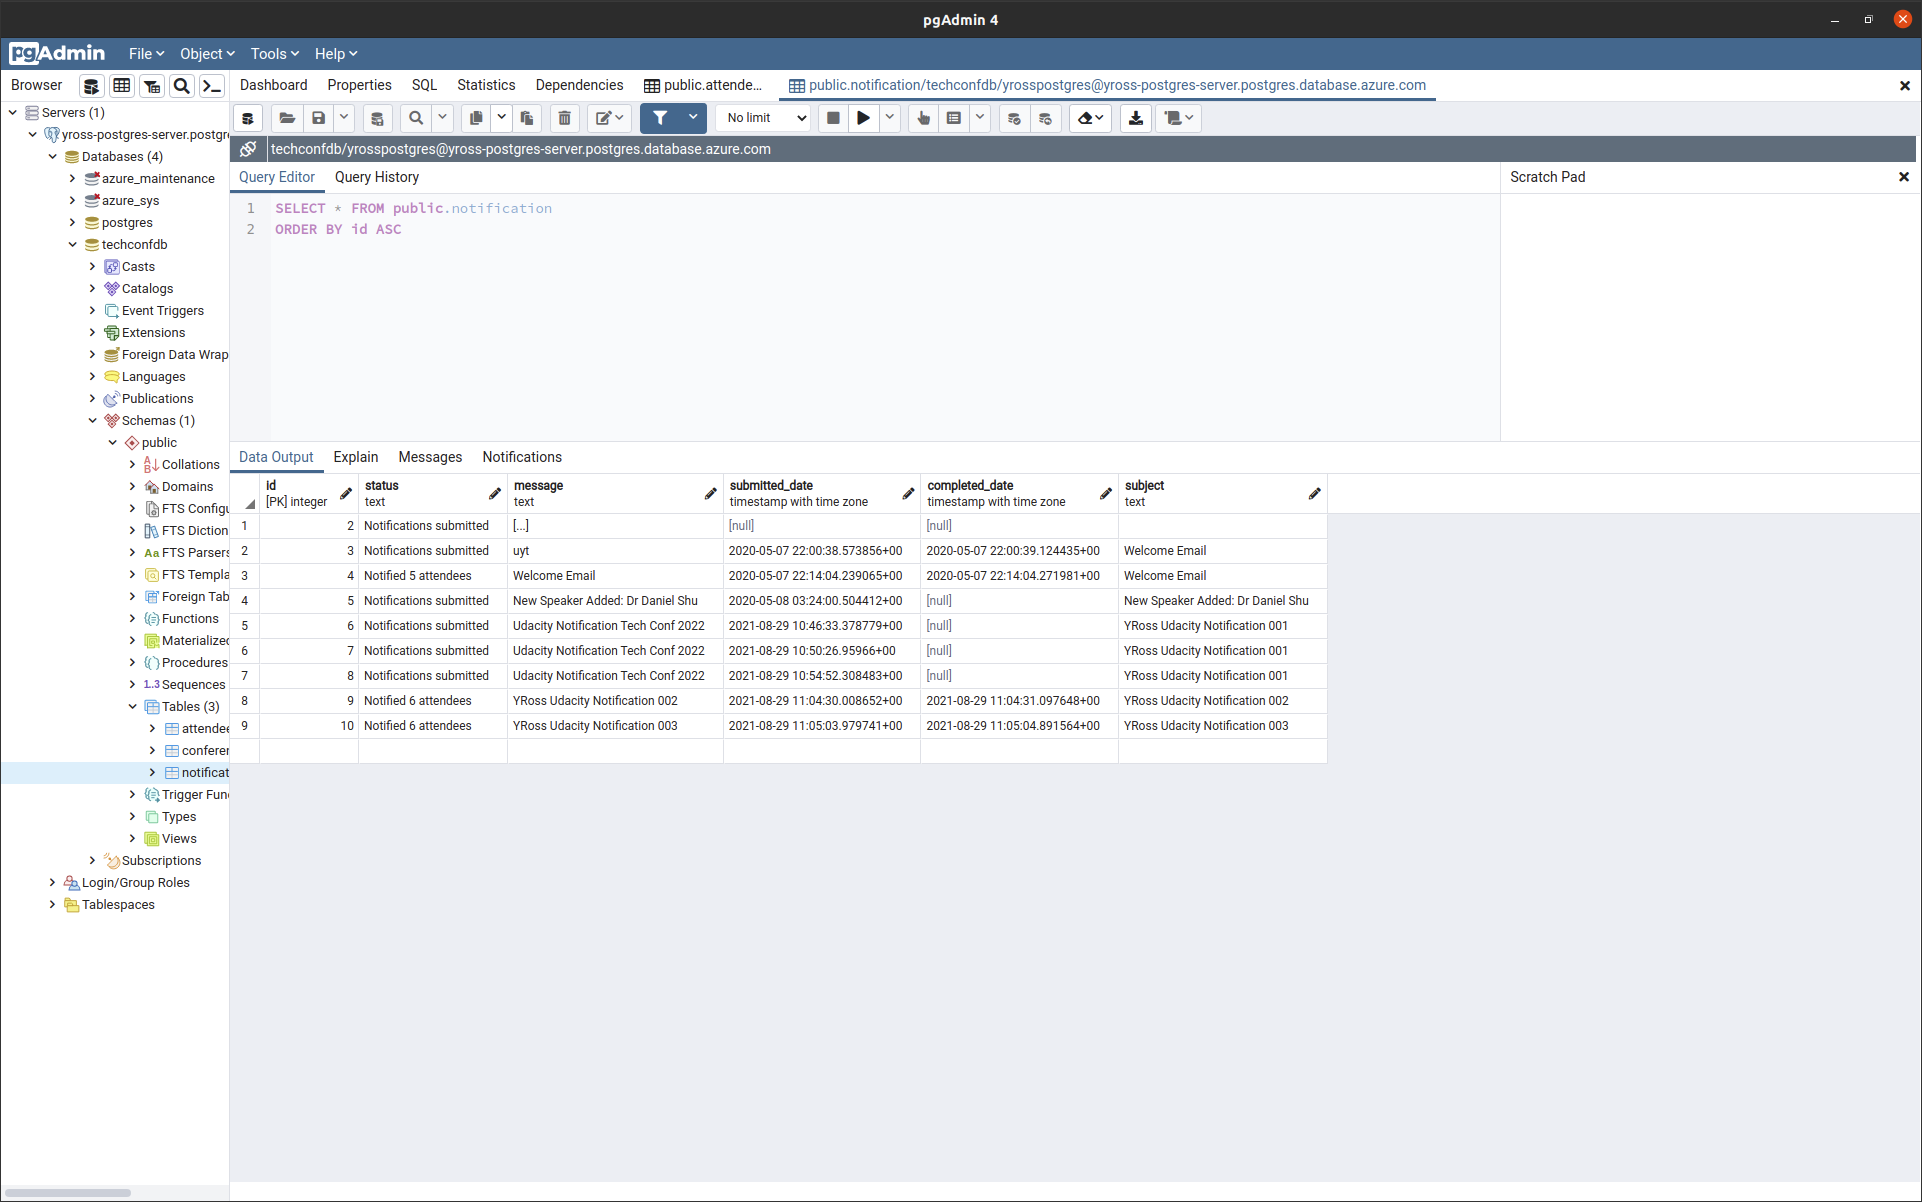 pgAdmin 4
pgAdmin File Object Tools Help
Browser Dashboard Properties SQL Statistics Dependencies public.attende... public.notification/techconfdb/yrosspostgres@yross-postgres-server.postgres.database.azure.com
No limit
techconfdb/yrosspostgres@yross-postgres-server.postgres.database.azure.com
Query Editor Query History Scratch Pad
1 SELECT * FROM public.notification
2 ORDER BY id ASC
Servers (1)
yross-postgres-server.postgre
Databases (4)
azure_maintenance
azure_sys
postgres
techconfdb
Casts
Catalogs
Event Triggers
Extensions
Foreign Data Wrap
Languages
Publications
Schemas (1)
public
Collations
Domains
FTS Configu
FTS Diction
FTS Parsers
FTS Templa
Foreign Tab
Functions
Materialized
Procedures
1..3 Sequences
Tables (3)
attendee
conferen
notificat
Trigger Fun
Types
Views
Subscriptions
Login/Group Roles
Tablespaces
Data Output Explain Messages Notifications
id status message submitted_date completed_date subject
[PK] integer text text timestamp with time zone timestamp with time zone text
1 2 Notifications submitted [...] [null] [null]
2 3 Notifications submitted uyt 2020-05-07 22:00:38.573856+00 2020-05-07 22:00:39.124435+00 Welcome Email
3 4 Notified 5 attendees Welcome Email 2020-05-07 22:14:04.239065+00 2020-05-07 22:14:04.271981+00 Welcome Email
4 5 Notifications submitted New Speaker Added: Dr Daniel Shu 2020-05-08 03:24:00.504412+00 [null] New Speaker Added: Dr Daniel Shu
5 6 Notifications submitted Udacity Notification Tech Conf 2022 2021-08-29 10:46:33.378779+00 [null] YRoss Udacity Notification 001
6 7 Notifications submitted Udacity Notification Tech Conf 2022 2021-08-29 10:50:26.95966+00 [null] YRoss Udacity Notification 001
7 8 Notifications submitted Udacity Notification Tech Conf 2022 2021-08-29 10:54:52.308483+00 [null] YRoss Udacity Notification 001
8 9 Notified 6 attendees YRoss Udacity Notification 002 2021-08-29 11:04:30.008652+00 2021-08-29 11:04:31.097648+00 YRoss Udacity Notification 002
9 10 Notified 6 attendees YRoss Udacity Notification 003 2021-08-29 11:05:03.979741+00 2021-08-29 11:05:04.891564+00 YRoss Udacity Notification 003